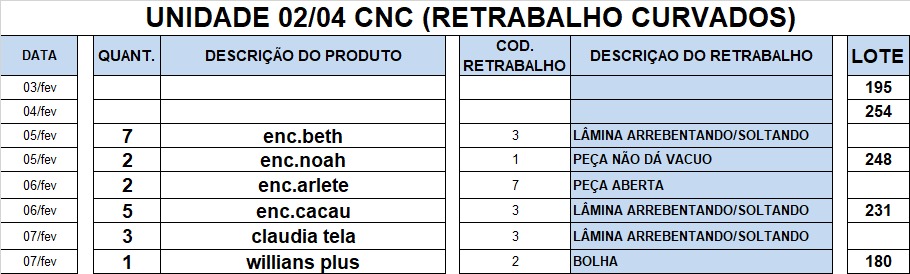 UNIDADE 02/04 CNC (RETRABALHO CURVADOS)
DATA QUANT. DESCRIÇÃO DO PRODUTO COD. RETRABALHO DESCRIÇAO DO RETRABALHO LOTE
03/fev 195
04/fev 254
05/fev 7 enc.beth 3 LÂMINA ARREBENTANDO/SOLTANDO
05/fev 2 enc.noah 1 PEÇA NÃO DÁ VACUO 248
06/fev 2 enc.arlete 7 PEÇA ABERTA
06/fev 5 enc.cacau 3 LÂMINA ARREBENTANDO/SOLTANDO 231
07/fev 3 claudia tela 3 LÂMINA ARREBENTANDO/SOLTANDO
07/fev 1 willians plus 2 BOLHA 180